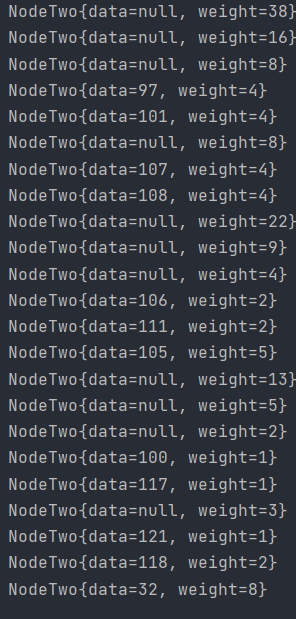 NodeTwo{data=null, weight=38}
NodeTwo{data=null, weight=16}
NodeTwo{data=null, weight=8}
NodeTwo{data=97, weight=4}
NodeTwo{data=101, weight=4}
NodeTwo{data=null, weight=8}
NodeTwo{data=107, weight=4}
NodeTwo{data=108, weight=4}
NodeTwo{data=null, weight=22}
NodeTwo{data=null, weight=9}
NodeTwo{data=null, weight=4}
NodeTwo{data=106, weight=2}
NodeTwo{data=111, weight=2}
NodeTwo{data=105, weight=5}
NodeTwo{data=null, weight=13}
NodeTwo{data=null, weight=5}
NodeTwo{data=null, weight=2}
NodeTwo{data=100, weight=1}
NodeTwo{data=117, weight=1}
NodeTwo{data=null, weight=3}
NodeTwo{data=121, weight=1}
NodeTwo{data=118, weight=2}
NodeTwo{data=32, weight=8}